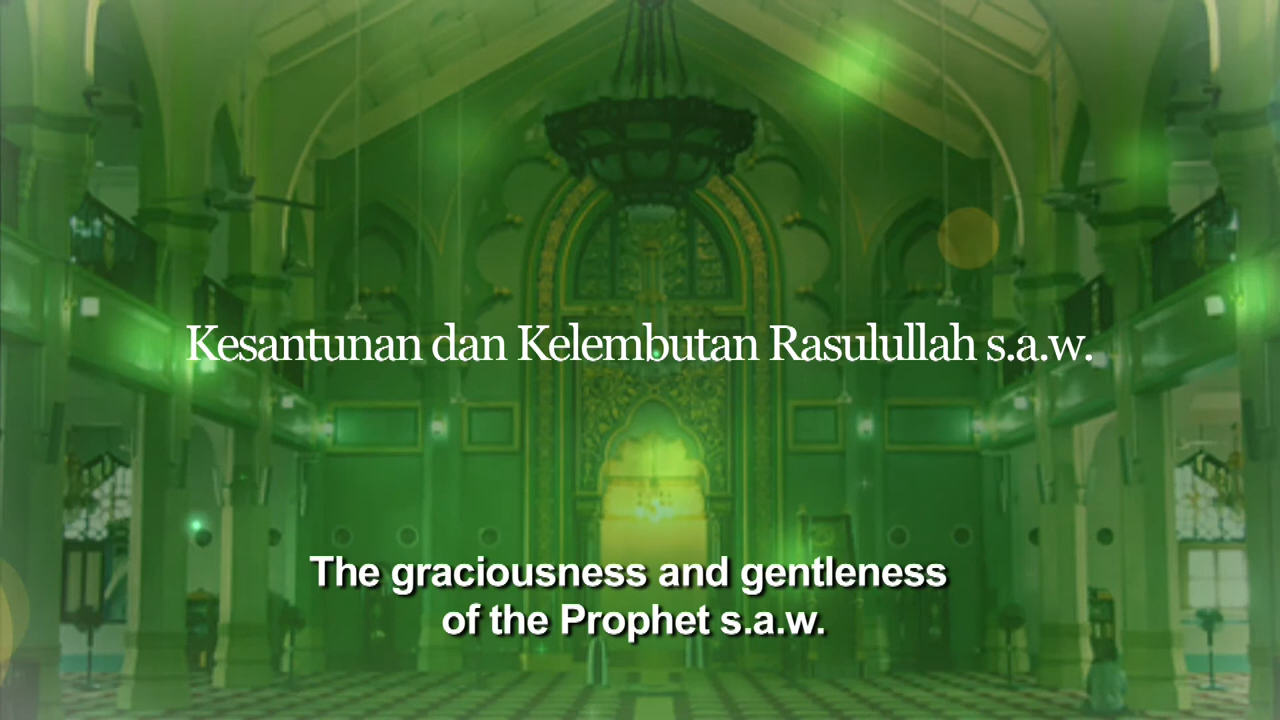 Kesantunan dan Kelembutan Rasulullah s.a.w.
The graciousness and gentleness
of the Prophet s.a.w.